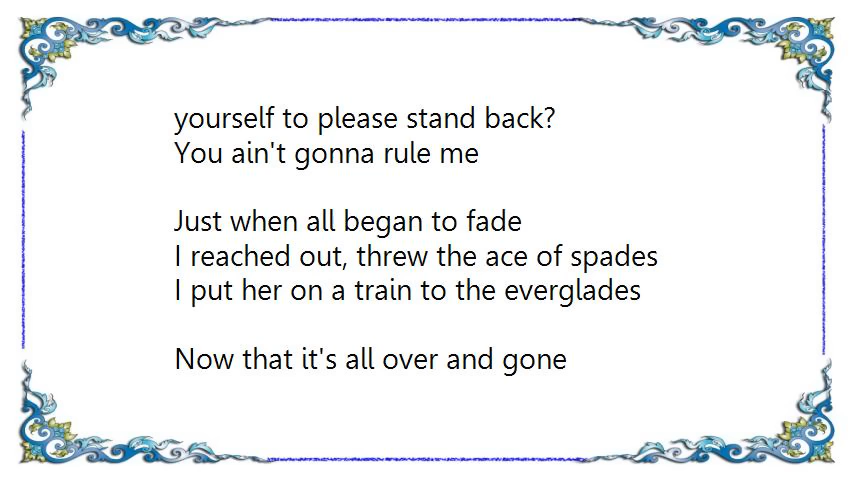 yourself to please stand back?
You ain't gonna rule me
Just when all began to fade
I reached out, threw the ace of spades
I put her on a train to the everglades
Now that it's all over and gone